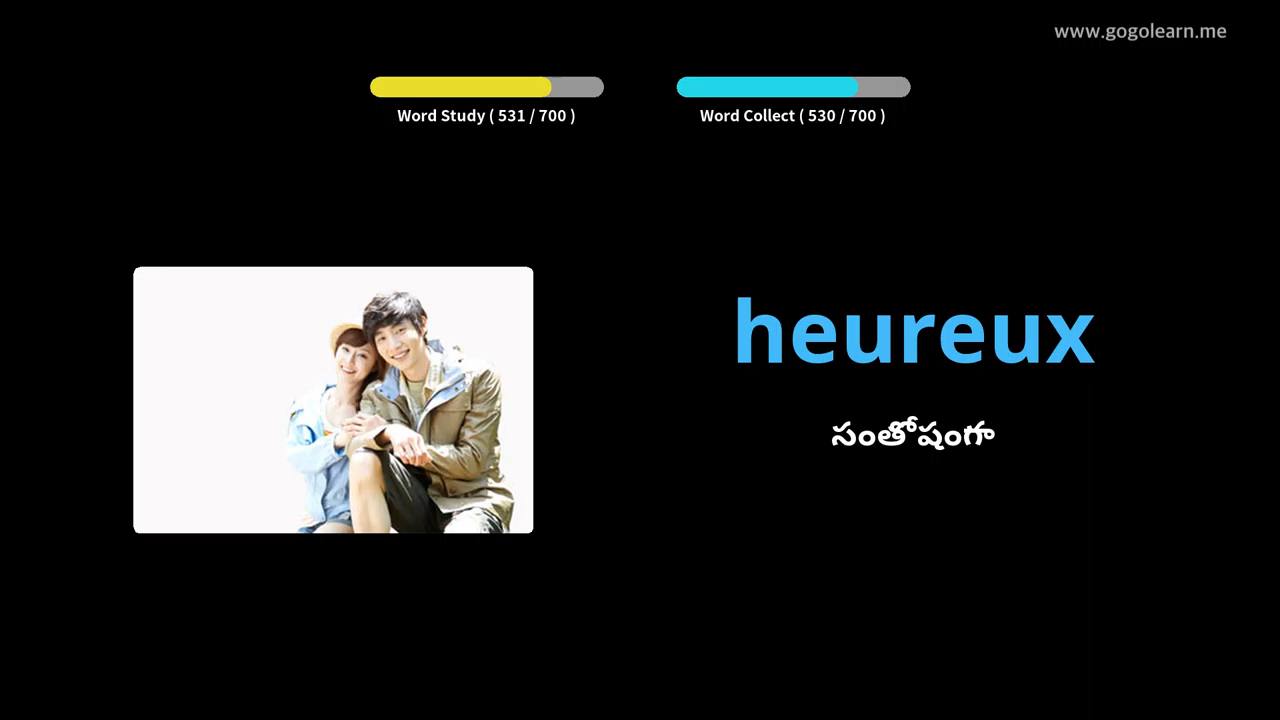 www.gogolearn.me
Word Study ( 531 / 700 )
Word Collect ( 530 / 700 )
heureux
సంతోషంగా